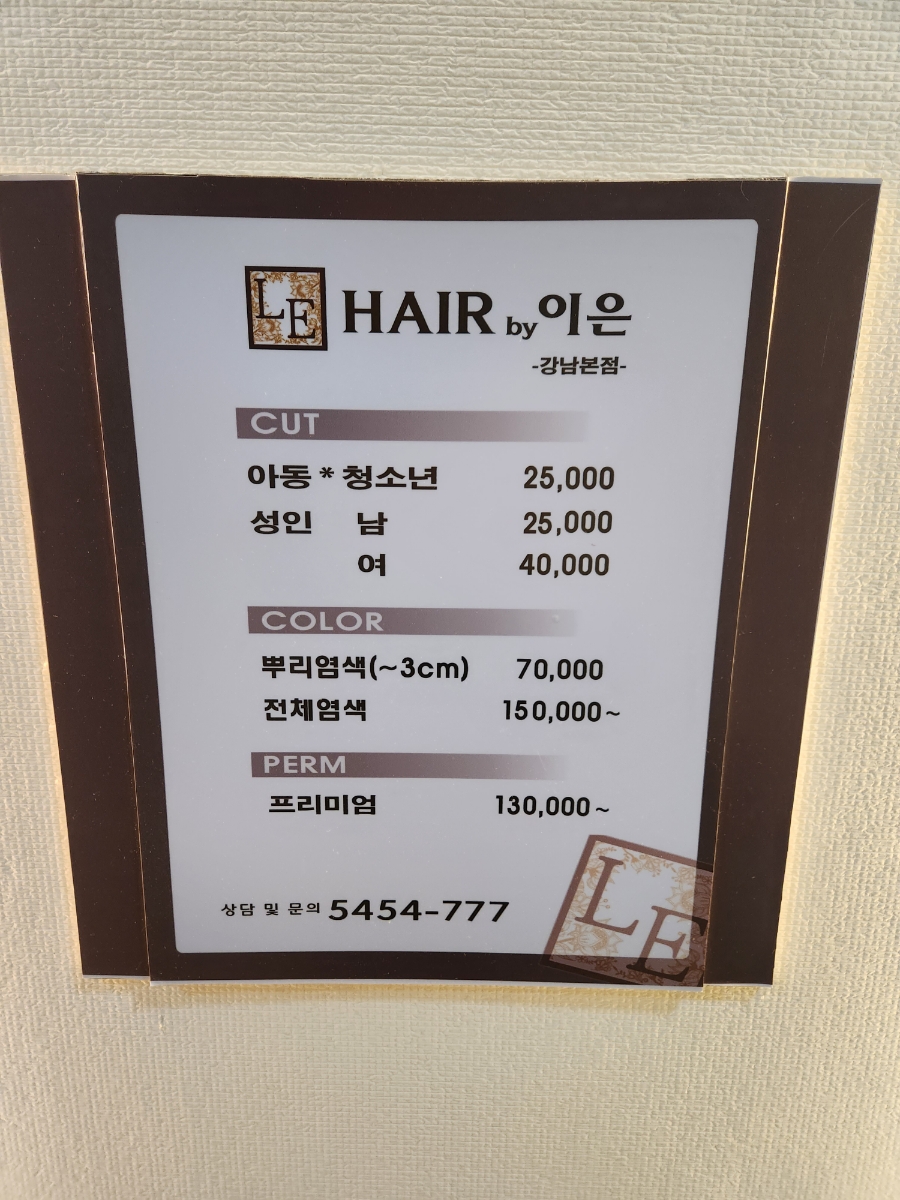 LE HAIR by이은
-강남본점-
CUT
아동*청소년 25,000
성인 남 25,000
여 40,000
COLOR
뿌리염색(~3cm) 70,000
전체염색 150,000~
PERM
프리미엄 130,000~
상담 및 문의 5454-777
LE